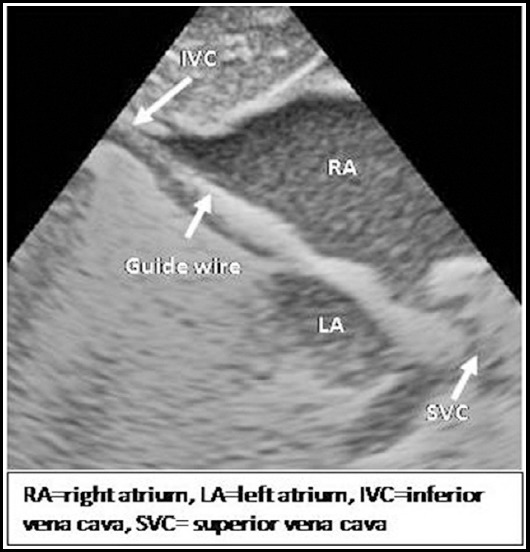 IVC
RA
Guide wire
LA
SVC
RA=right atrium, LA=left atrium, IVC=inferior
vena cava, SVC= superior vena cava